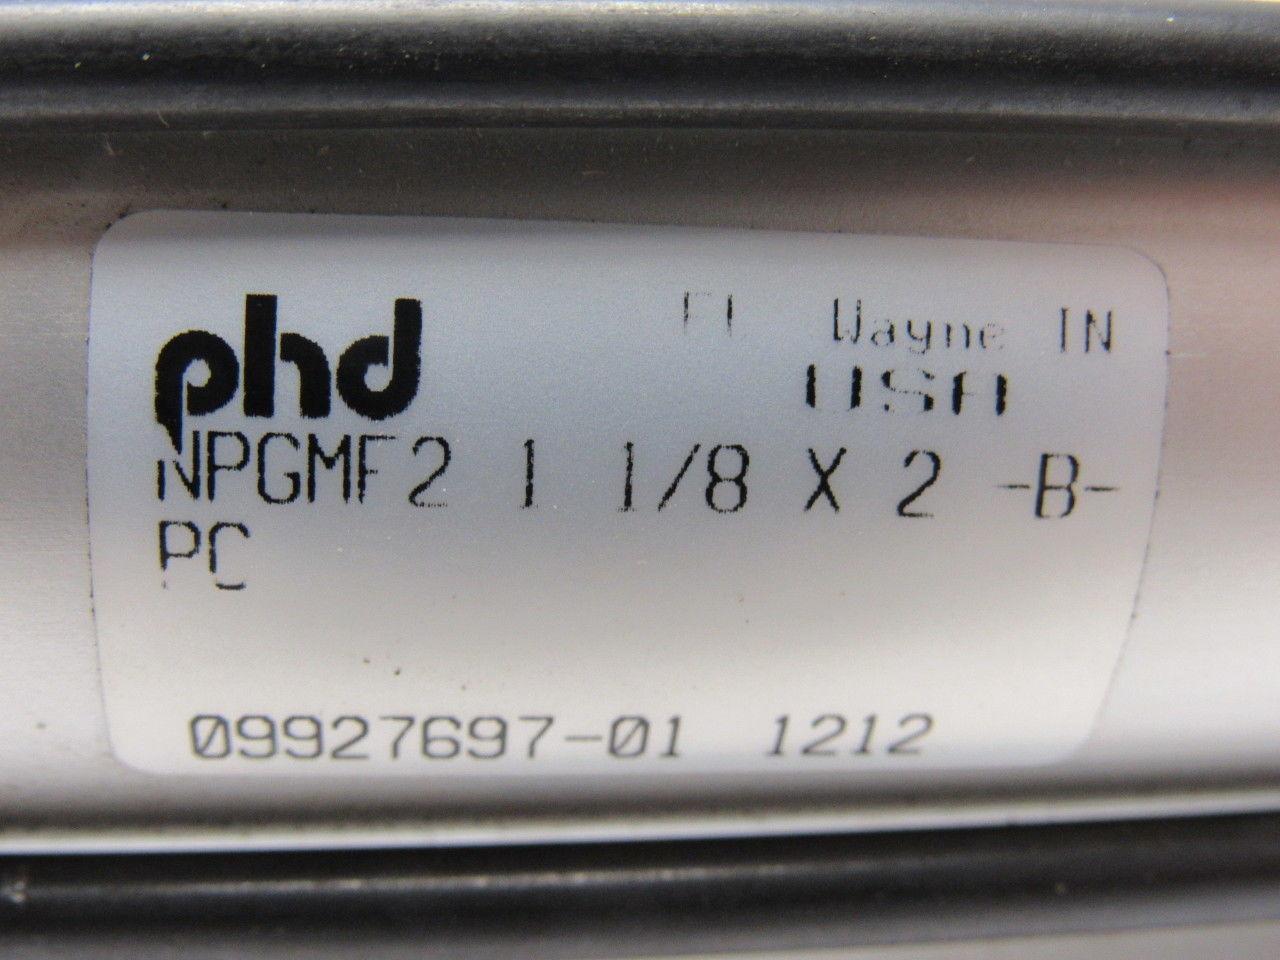 phd
Ft Wayne IN
USA
NPGMF2 1 1/8 X 2 -B-
PC
09927697-01 1212